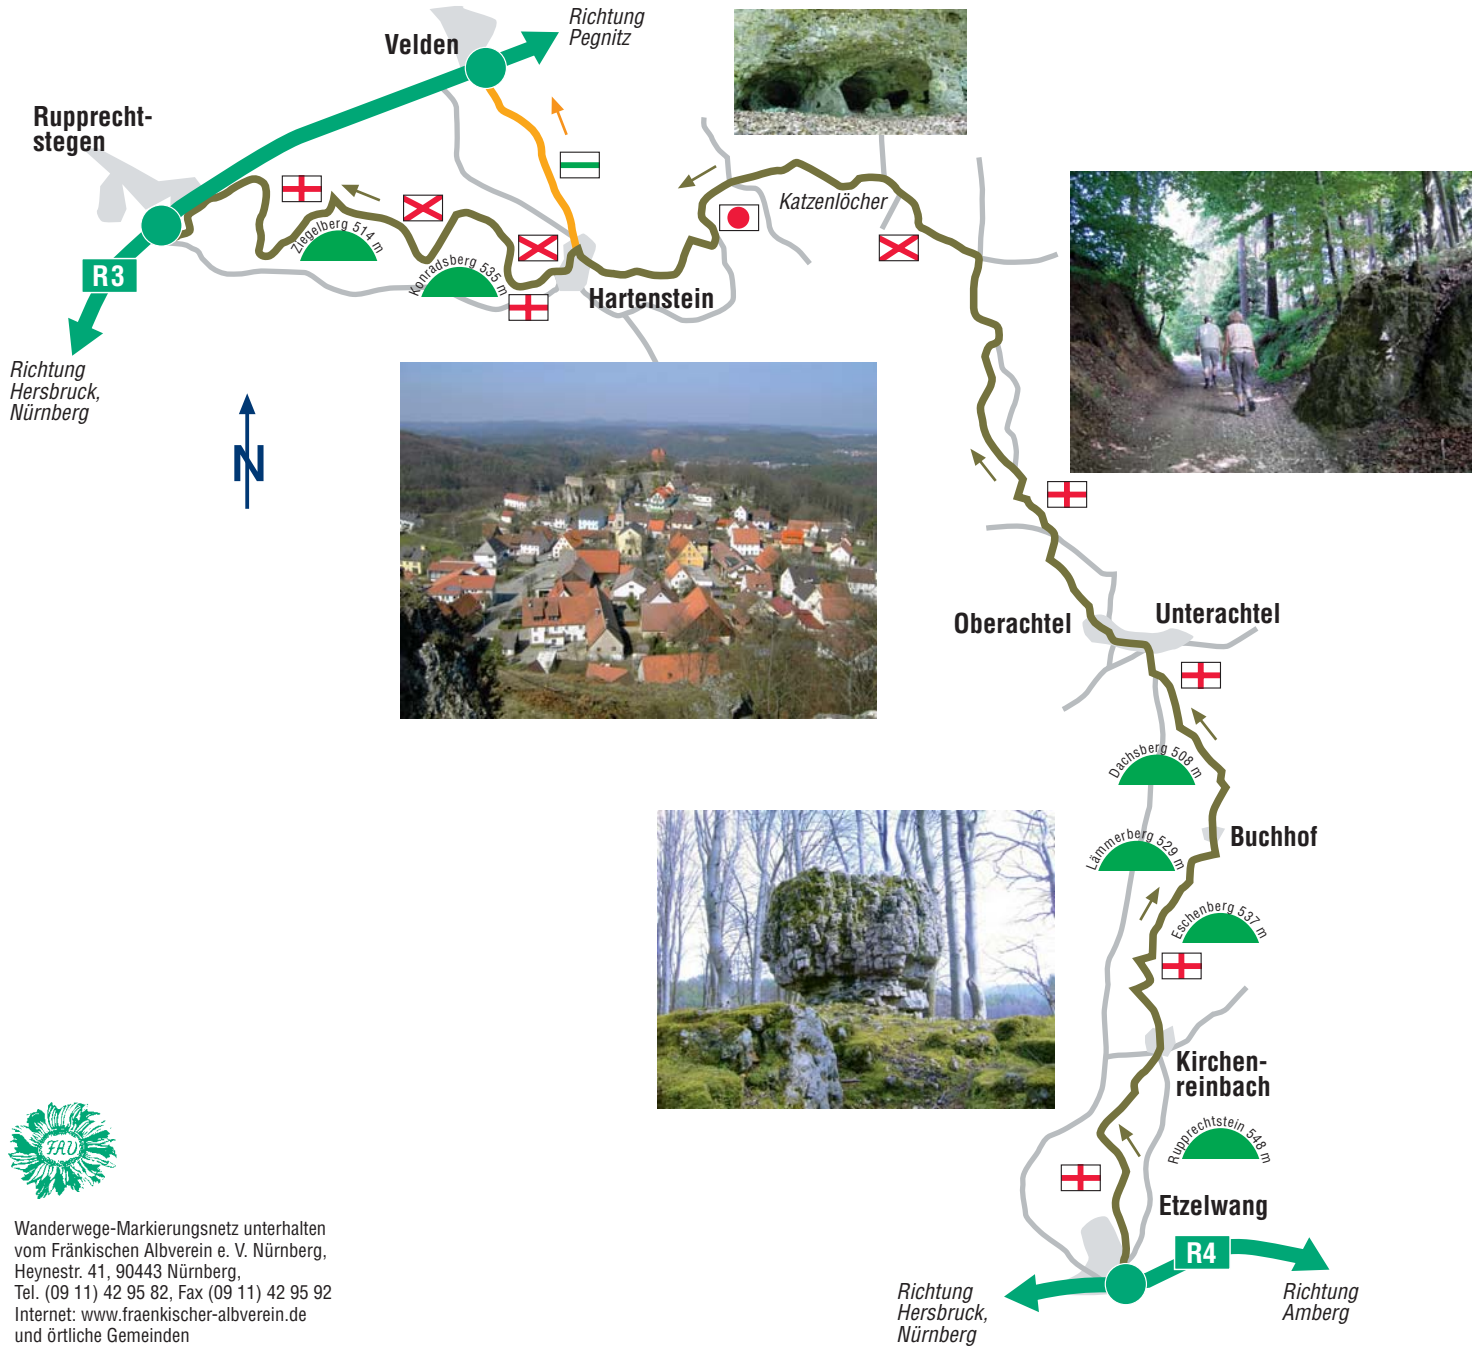 Richtung
Pegnitz
Velden
Rupprecht-
stegen
Katzenlöcher
Ziegelberg 514 m
Konradsberg 535 m
R3
Hartenstein
Richtung
Hersbruck,
Nürnberg
N
Oberachtel
Unterachtel
Dachsberg 508 m
Buchhof
Lämmerberg 529 m
Eschenberg 537 m
Kirchen-
reinbach
Rupprechtstein 548 m
Etzelwang
R4
Richtung
Hersbruck,
Nürnberg
Richtung
Amberg
FAV
Wanderwege-Markierungsnetz unterhalten
vom Fränkischen Albverein e. V. Nürnberg,
Heynestr. 41, 90443 Nürnberg,
Tel. (09 11) 42 95 82, Fax (09 11) 42 95 92
Internet: www.fraenkischer-albverein.de
und örtliche Gemeinden